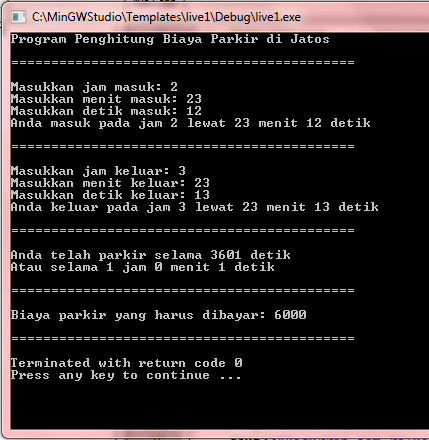 C:\MinGWStudio\Templates\live1\Debug\live1.exe
Program Penghitung Biaya Parkir di Jatos
===========================================
Masukkan jam masuk: 2
Masukkan menit masuk: 23
Masukkan detik masuk: 12
Anda masuk pada jam 2 lewat 23 menit 12 detik
===========================================
Masukkan jam keluar: 3
Masukkan menit keluar: 23
Masukkan detik keluar: 13
Anda keluar pada jam 3 lewat 23 menit 13 detik
===========================================
Anda telah parkir selama 3601 detik
Atau selama 1 jam 0 menit 1 detik
===========================================
Biaya parkir yang harus dibayar: 6000
===========================================
Terminated with return code 0
Press any key to continue ...